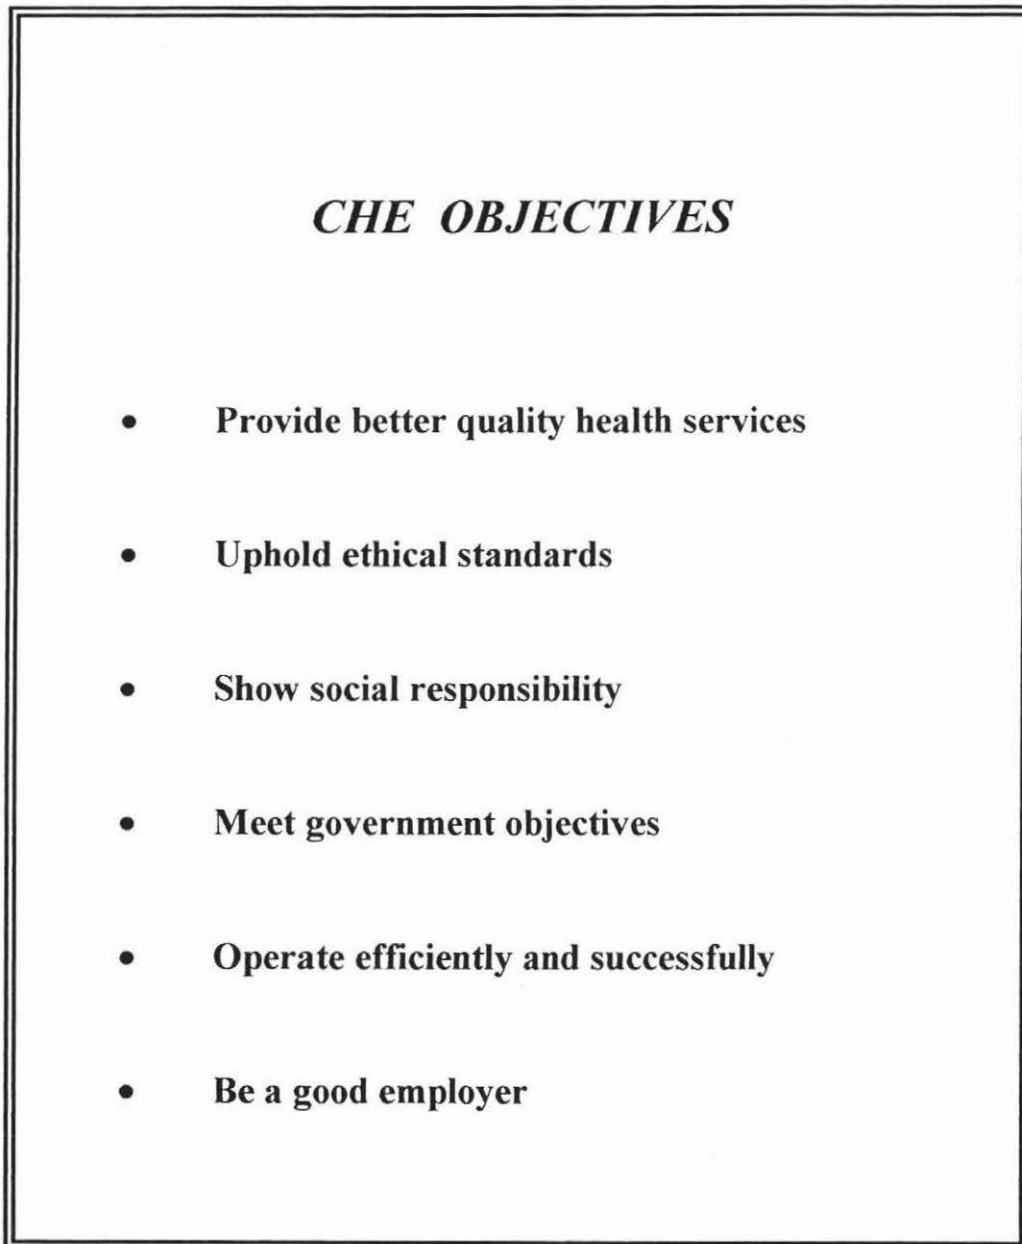 CHE OBJECTIVES
• Provide better quality health services
• Uphold ethical standards
• Show social responsibility
• Meet government objectives
• Operate efficiently and successfully
• Be a good employer